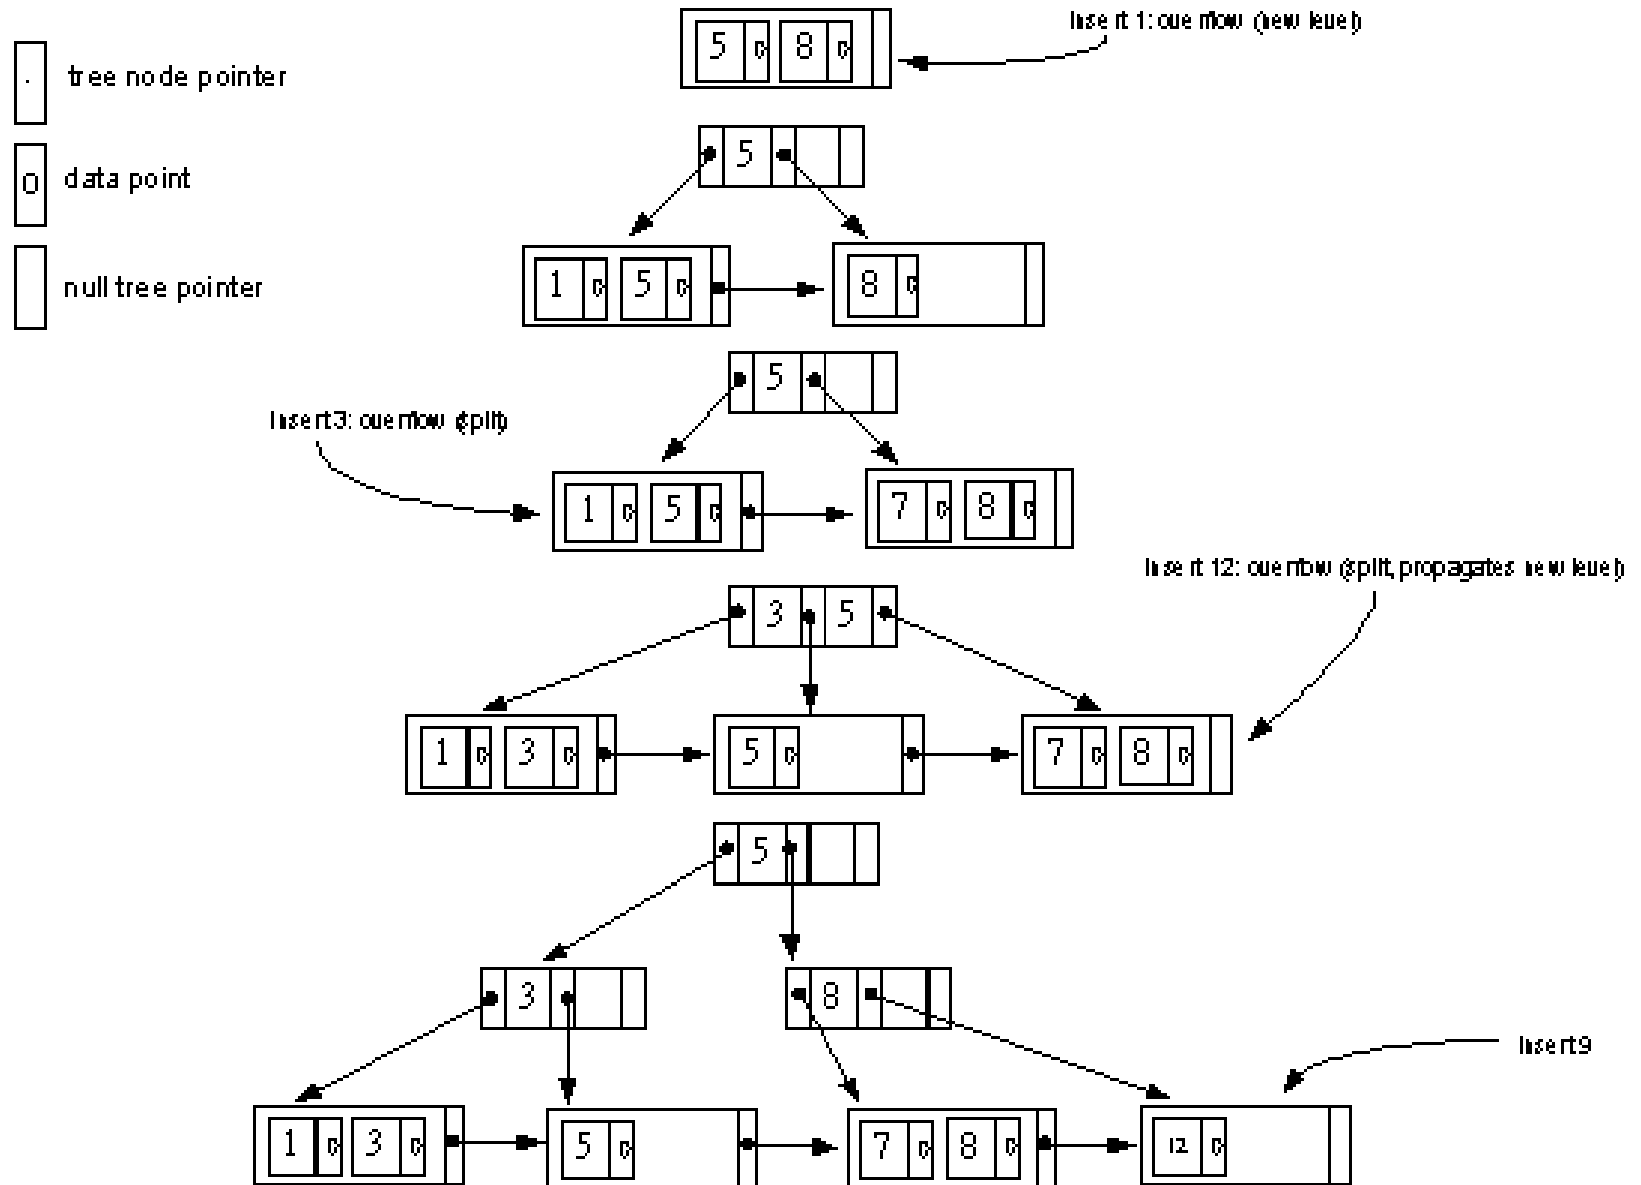 5 8
Insert 1: overflow (new level)
tree node pointer
5
O data point
1 5 8
null tree pointer
5
Insert 3: overflow (split)
1 5 7 8
Insert 12: overflow (split, propagates new level)
3 5
1 3 5 7 8
5
3 8
Insert 9
1 3 5 7 8 12